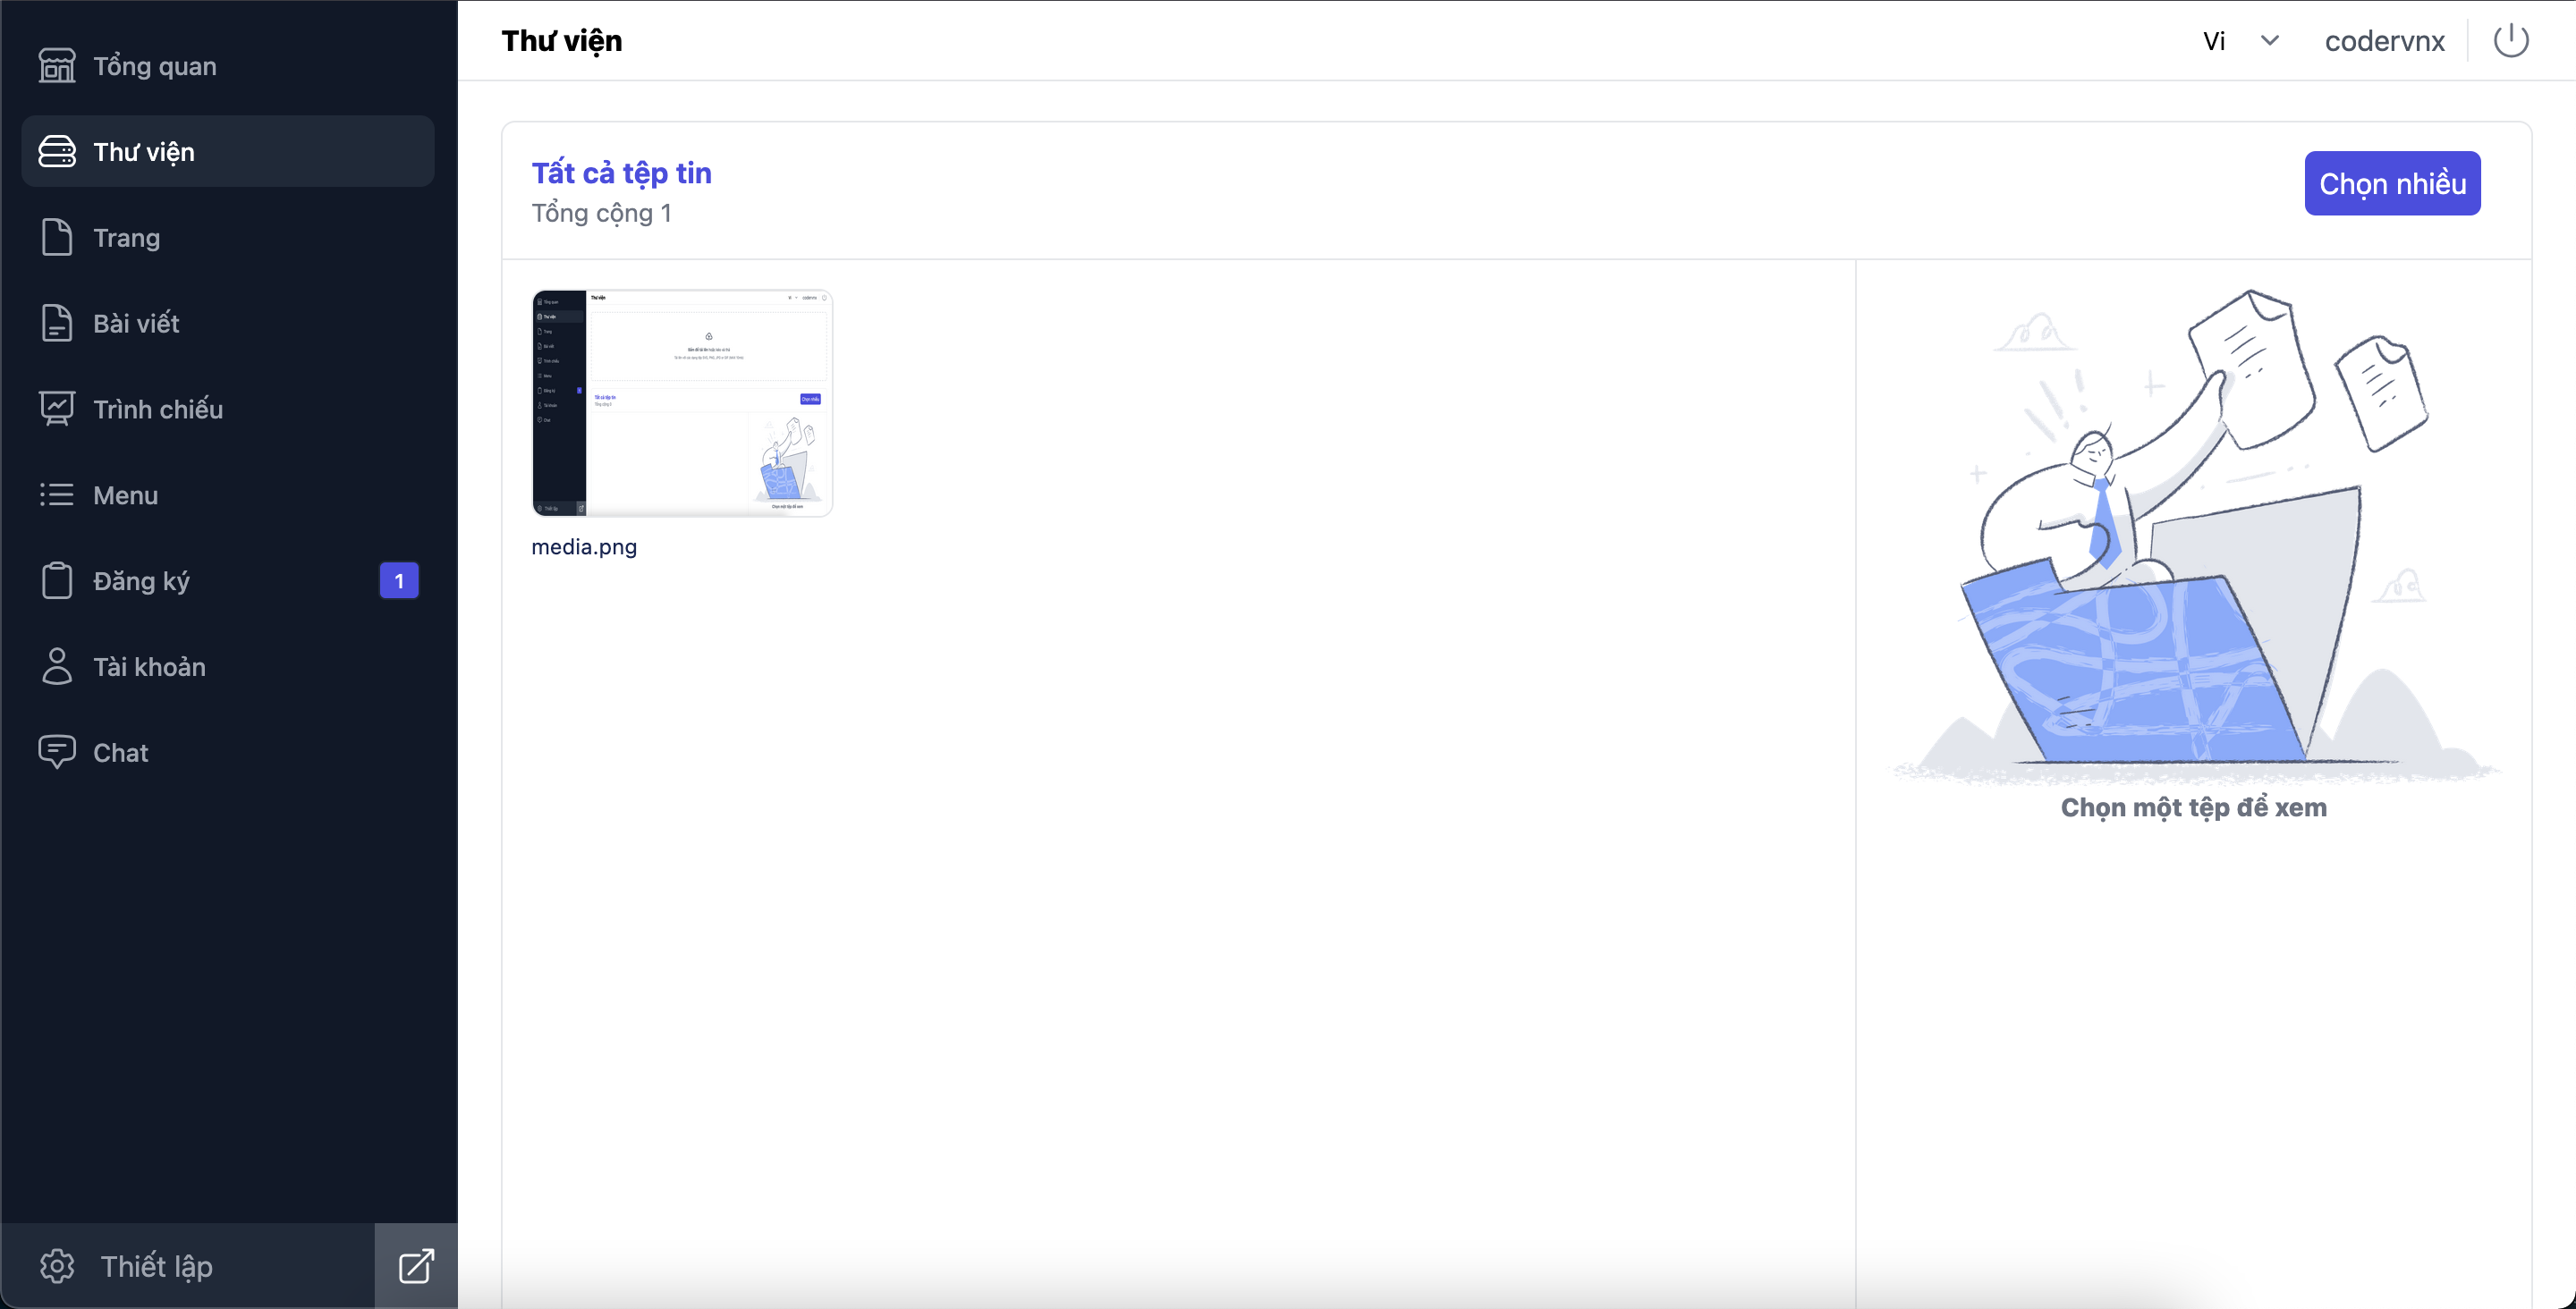 Tổng quan
Thư viện
Trang
Bài viết
Trình chiếu
Menu
Đăng ký
1
Tài khoản
Chat
Thiết lập
Thư viện
Vi
codervnx
Tất cả tệp tin
Tổng cộng 1
Chọn nhiều
media.png
Chọn một tệp để xem